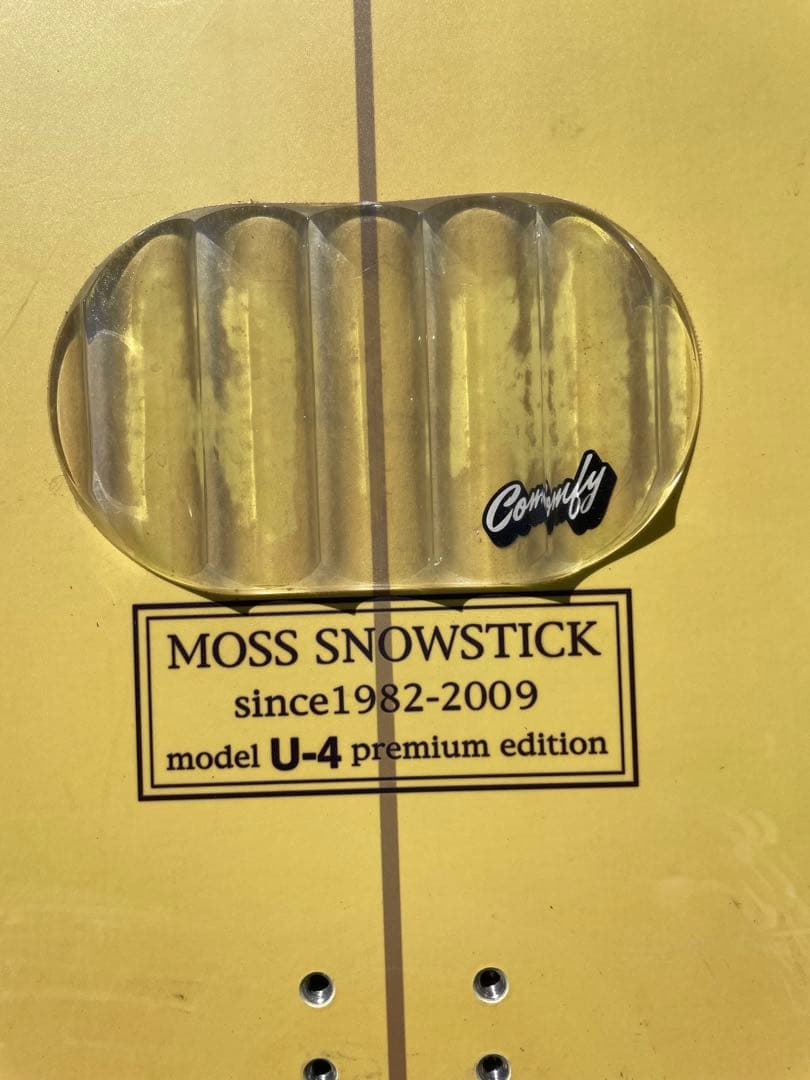 Comfy
MOSS SNOWSTICK
since1982-2009
model U-4 premium edition